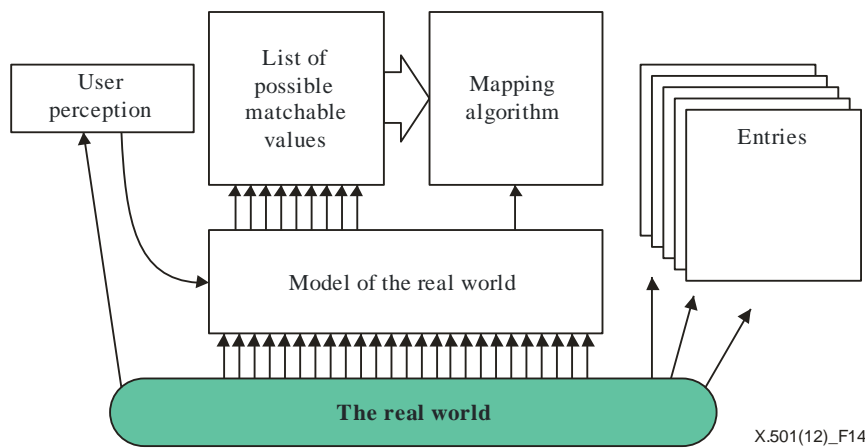 User
perception
List of
possible
matchable
values
Mapping
algorithm
Entries
Model of the real world
The real world
X.501(12)_F14